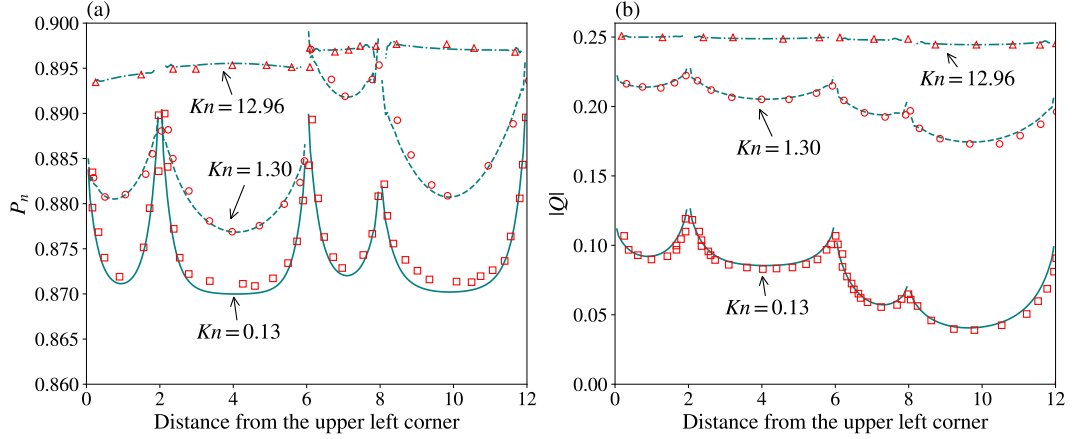 (a)
0.900
0.895
0.890
0.885
0.880
0.875
0.870
0.865
0.860
P_n
Kn = 12.96
Kn = 1.30
Kn = 0.13
0 2 4 6 8 10 12
Distance from the upper left corner
(b)
0.25
0.20
0.15
0.10
0.05
0.00
|Q|
Kn = 12.96
Kn = 1.30
Kn = 0.13
0 2 4 6 8 10 12
Distance from the upper left corner